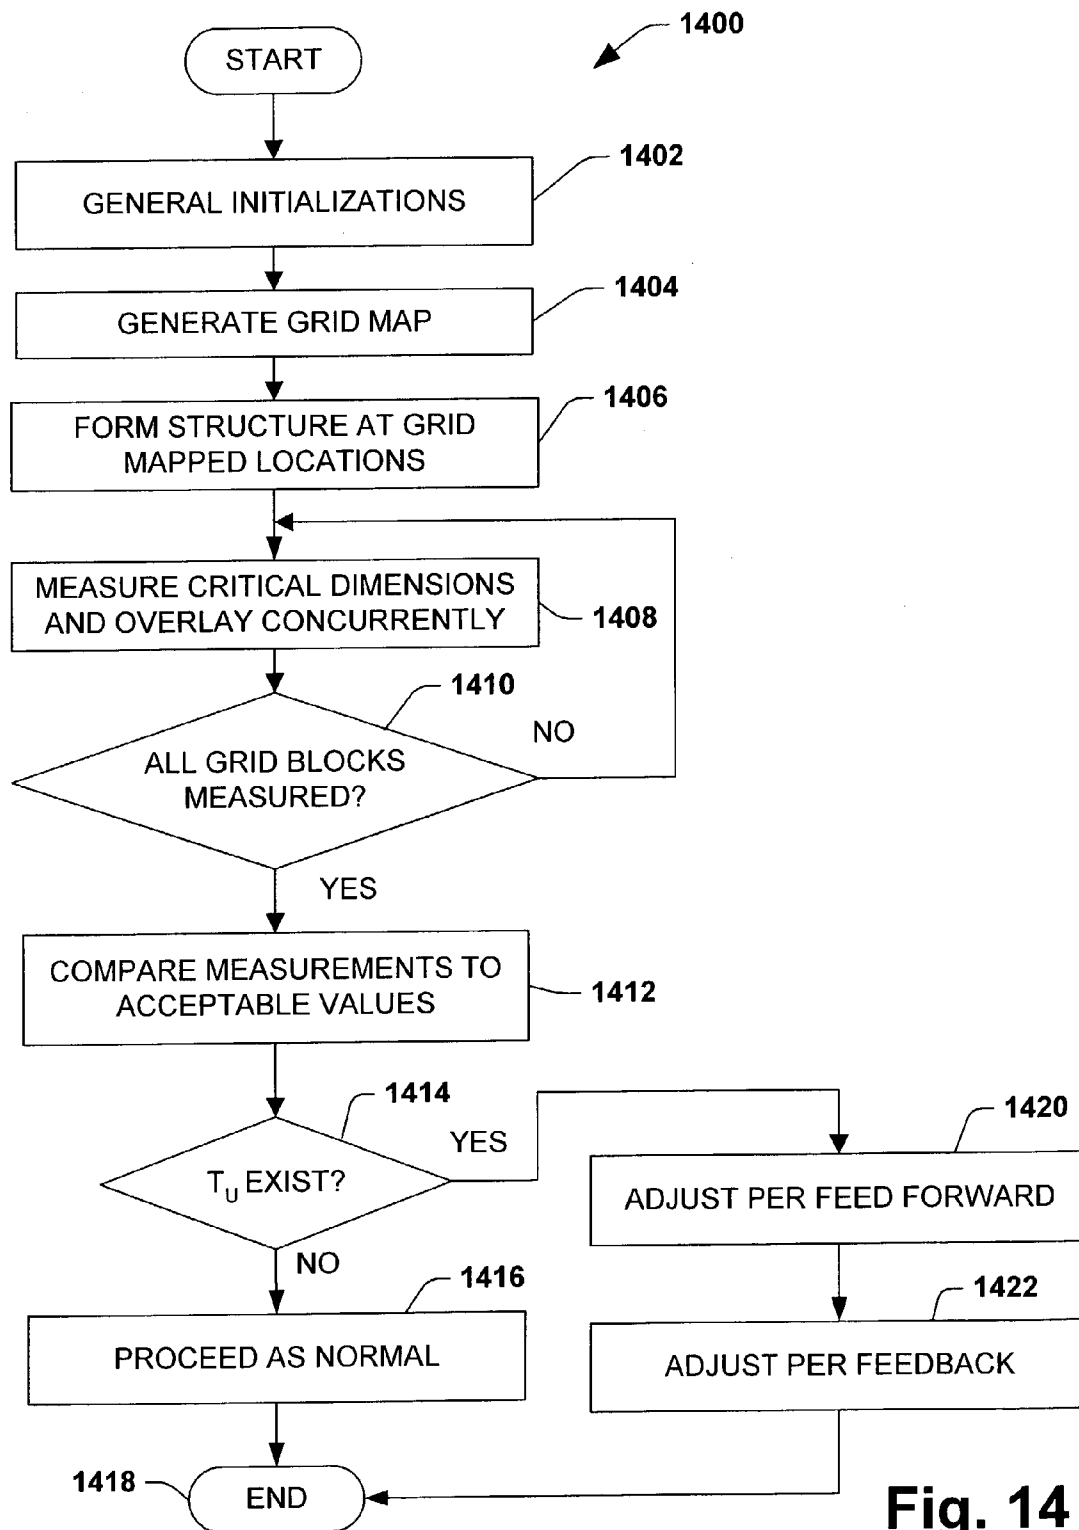 1400
START
1402
GENERAL INITIALIZATIONS
1404
GENERATE GRID MAP
1406
FORM STRUCTURE AT GRID
MAPPED LOCATIONS
MEASURE CRITICAL DIMENSIONS
AND OVERLAY CONCURRENTLY
1408
1410
NO
ALL GRID BLOCKS
MEASURED?
YES
COMPARE MEASUREMENTS TO
ACCEPTABLE VALUES
1412
1414
YES
TU EXIST?
NO
1420
ADJUST PER FEED FORWARD
1416
PROCEED AS NORMAL
1422
ADJUST PER FEEDBACK
1418
END
Fig. 14